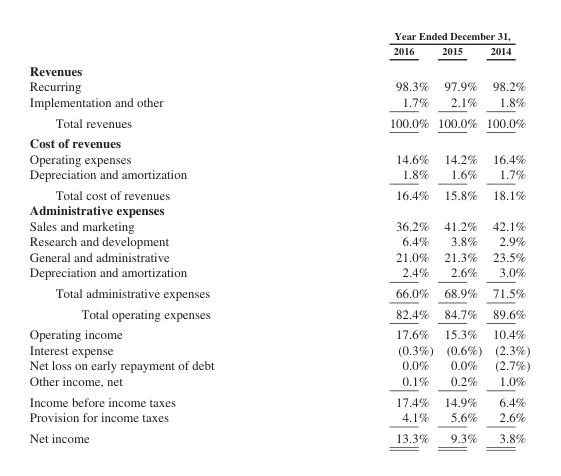 Year Ended December 31,
2016 2015 2014
Revenues
Recurring 98.3% 97.9% 98.2%
Implementation and other 1.7% 2.1% 1.8%
Total revenues 100.0% 100.0% 100.0%
Cost of revenues
Operating expenses 14.6% 14.2% 16.4%
Depreciation and amortization 1.8% 1.6% 1.7%
Total cost of revenues 16.4% 15.8% 18.1%
Administrative expenses
Sales and marketing 36.2% 41.2% 42.1%
Research and development 6.4% 3.8% 2.9%
General and administrative 21.0% 21.3% 23.5%
Depreciation and amortization 2.4% 2.6% 3.0%
Total administrative expenses 66.0% 68.9% 71.5%
Total operating expenses 82.4% 84.7% 89.6%
Operating income 17.6% 15.3% 10.4%
Interest expense (0.3%) (0.6%) (2.3%)
Net loss on early repayment of debt 0.0% 0.0% (2.7%)
Other income, net 0.1% 0.2% 1.0%
Income before income taxes 17.4% 14.9% 6.4%
Provision for income taxes 4.1% 5.6% 2.6%
Net income 13.3% 9.3% 3.8%